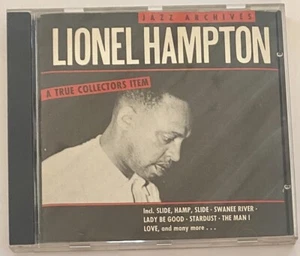 JAZZ ARCHIVES
LIONEL HAMPTON
A TRUE COLLECTORS ITEM
Incl. SLIDE, HAMP, SLIDE - SWANEE RIVER -
LADY BE GOOD - STARDUST - THE MAN I
LOVE, and many more . . .